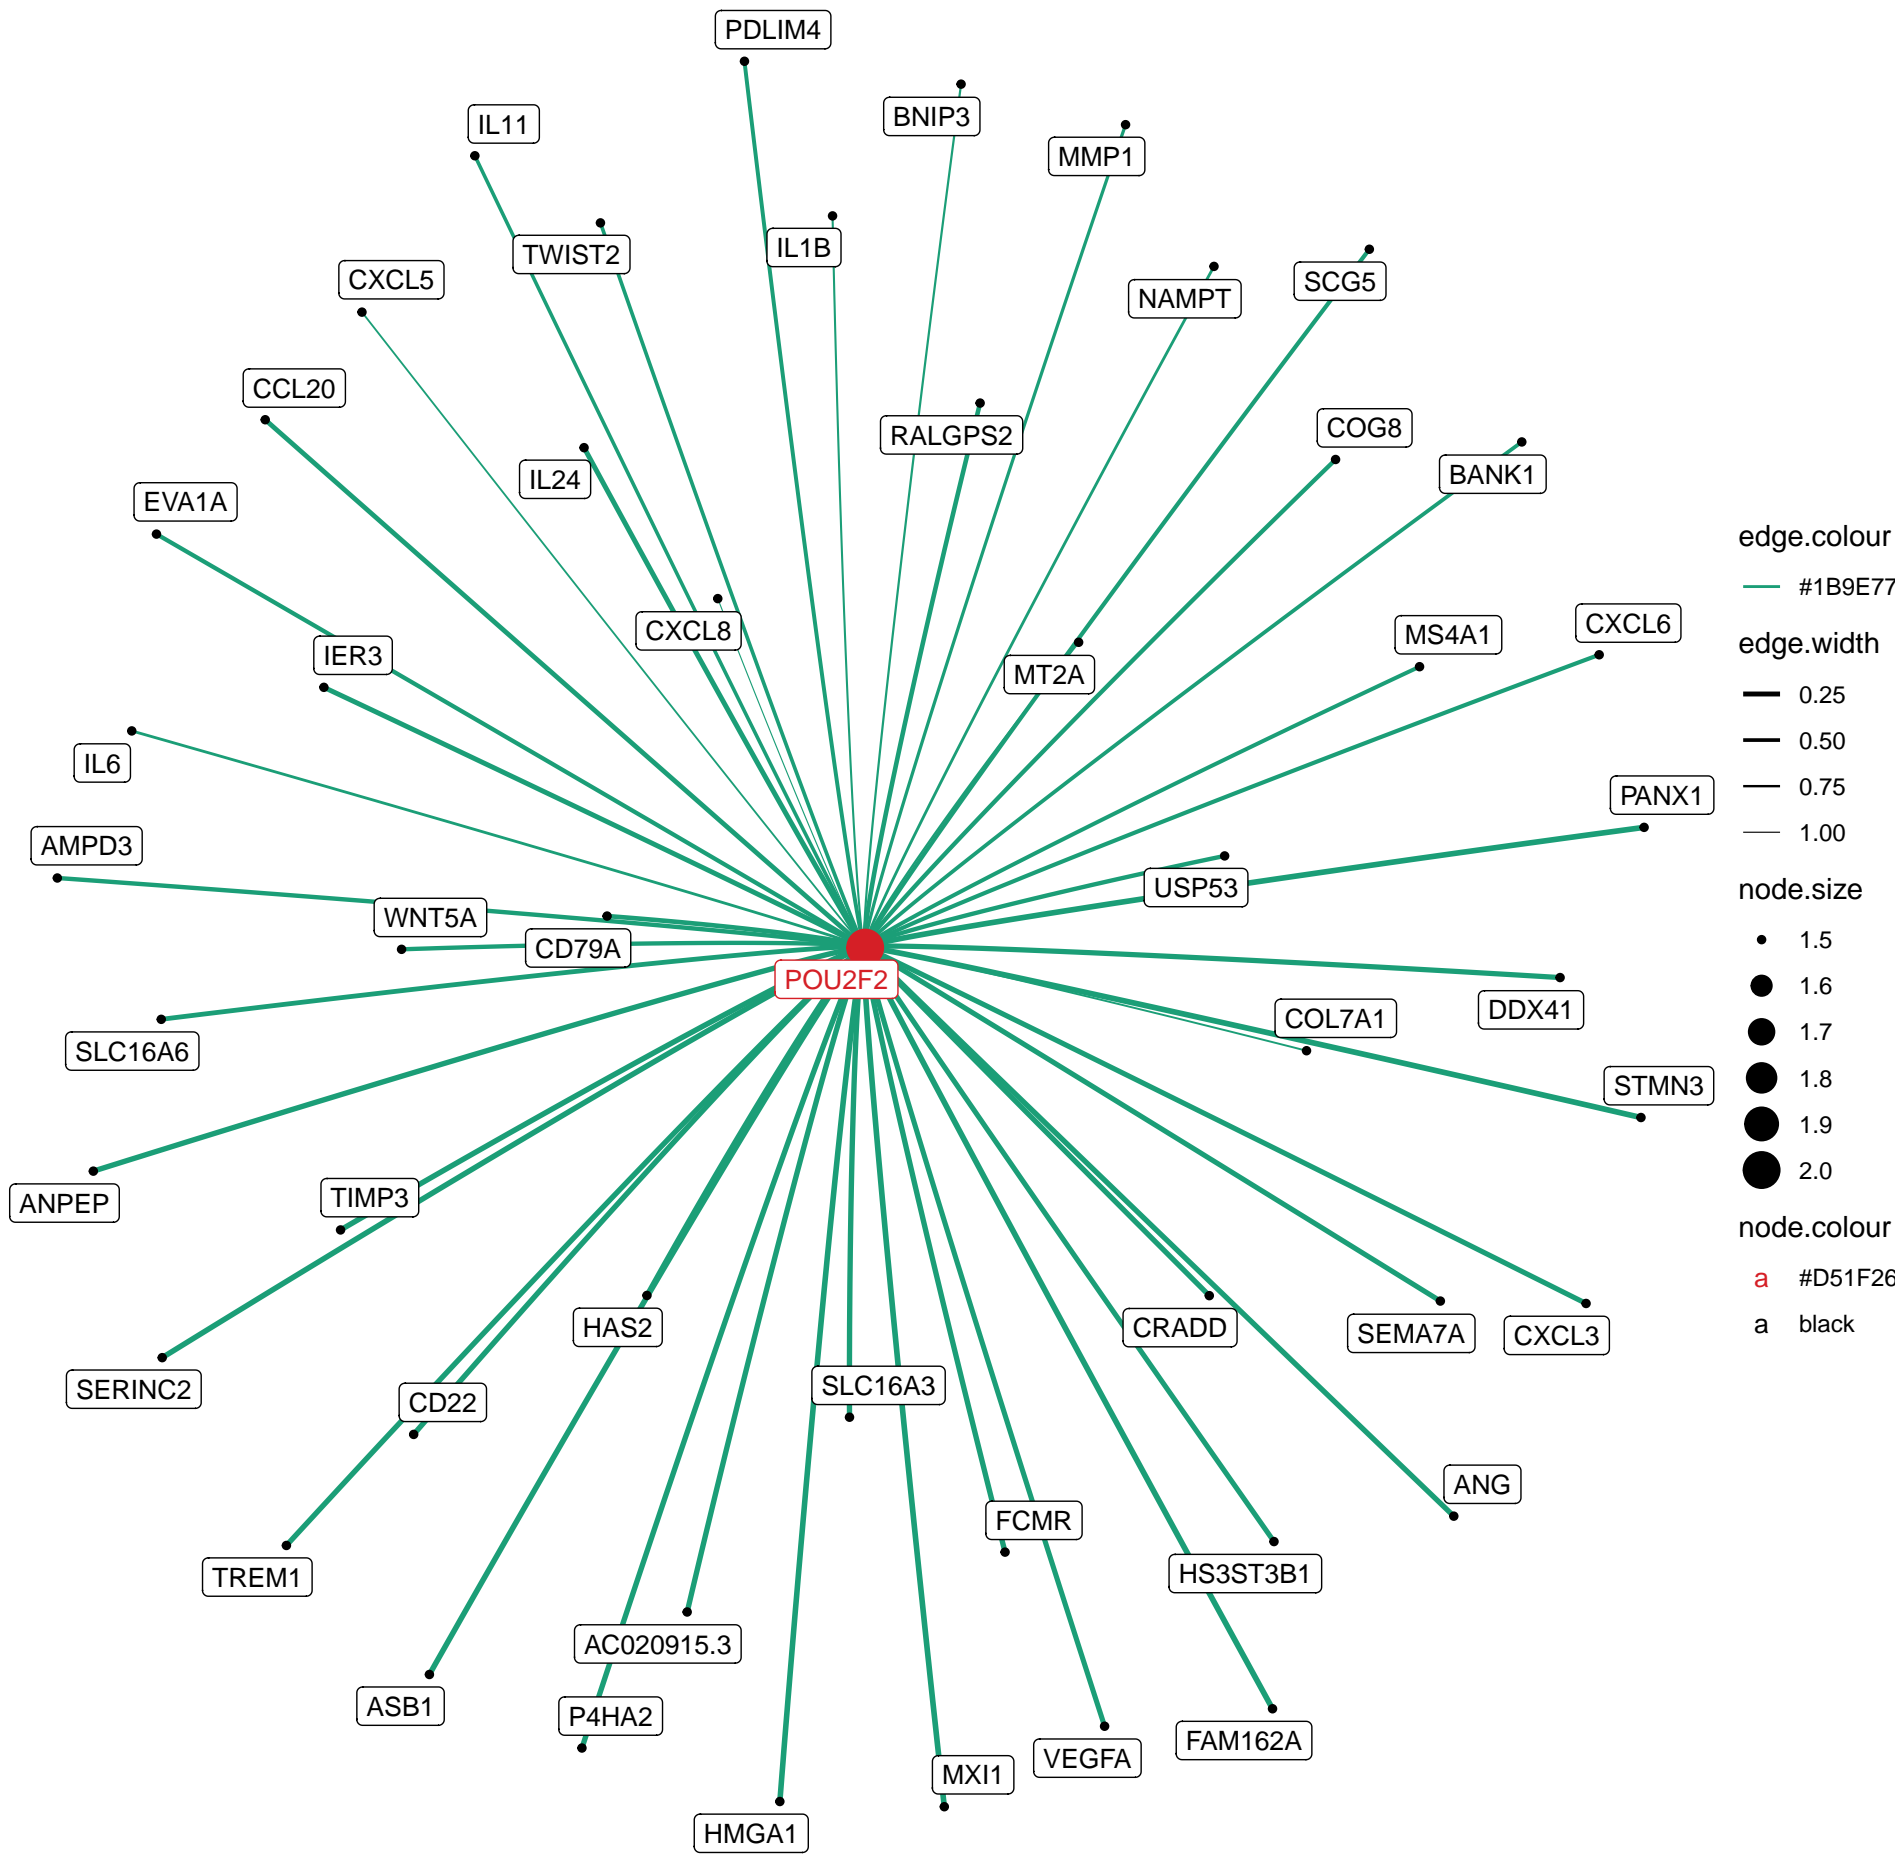 PDLIM4
BNIP3
IL11
MMP1
TWIST2
IL1B
CXCL5
SCG5
NAMPT
CCL20
COG8
RALGPS2
BANK1
IL24
EVA1A
CXCL8
CXCL6
MS4A1
IER3
MT2A
IL6
PANX1
AMPD3
USP53
WNT5A
CD79A
POU2F2
DDX41
COL7A1
SLC16A6
STMN3
TIMP3
ANPEP
HAS2
CRADD
SEMA7A
CXCL3
SLC16A3
SERINC2
CD22
ANG
FCMR
HS3ST3B1
TREM1
AC020915.3
ASB1
P4HA2
FAM162A
VEGFA
MXI1
HMGA1
edge.colour
#1B9E77
edge.width
0.25
0.50
0.75
1.00
node.size
1.5
1.6
1.7
1.8
1.9
2.0
node.colour
a #D51F26
a black